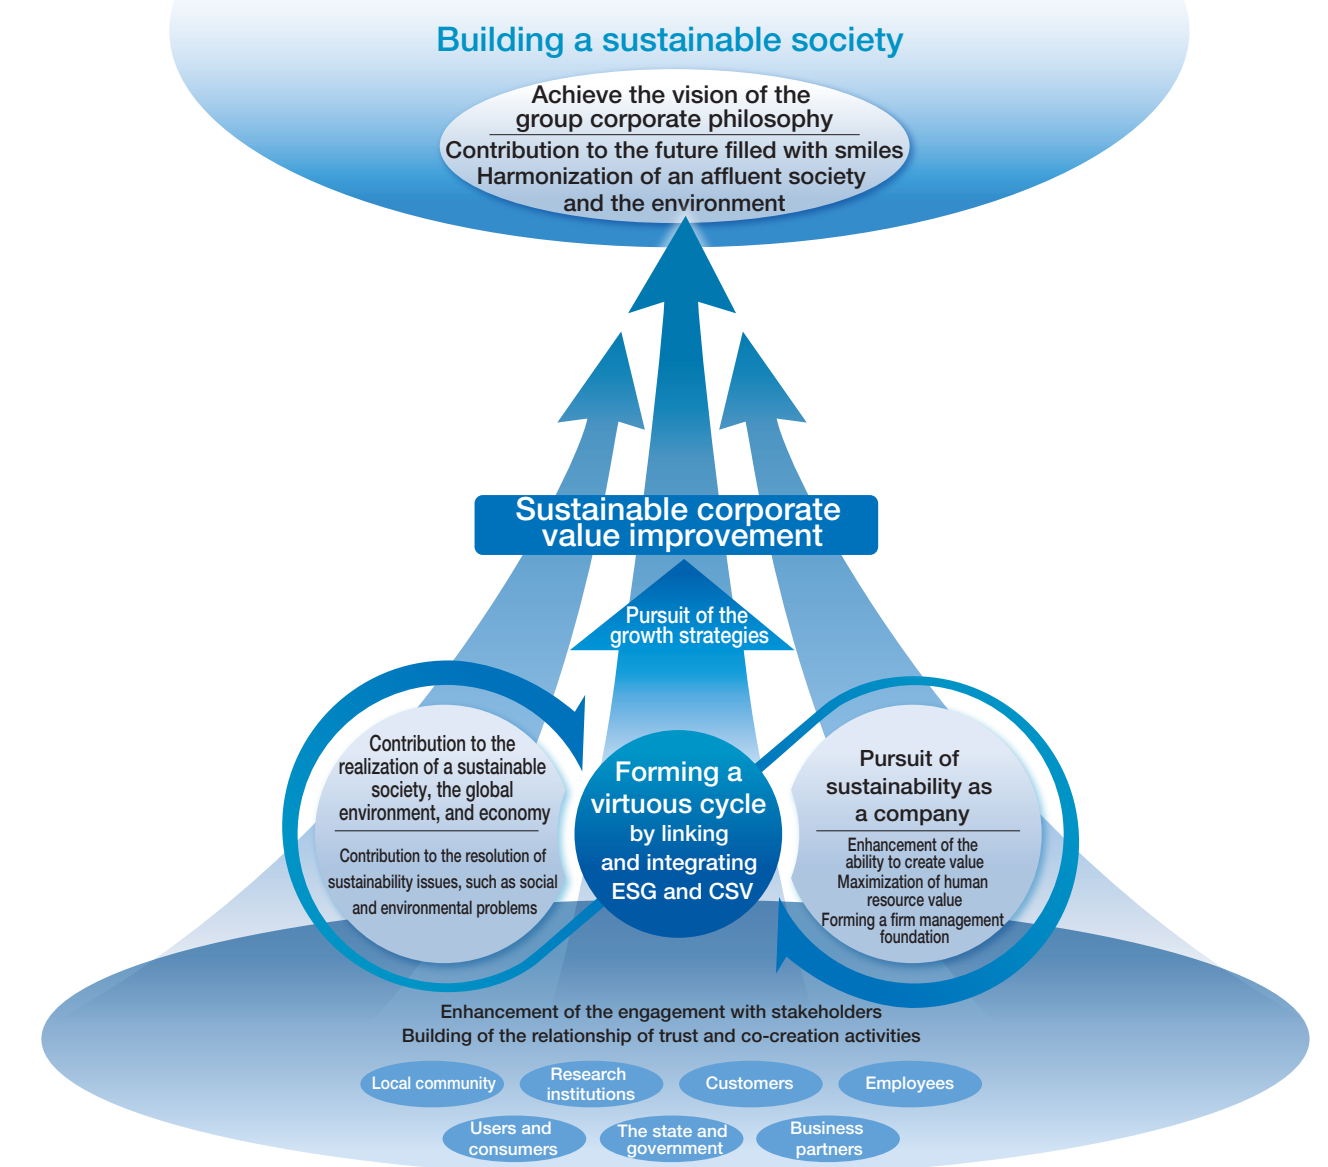 Building a sustainable society
Achieve the vision of the
group corporate philosophy
Contribution to the future filled with smiles
Harmonization of an affluent society
and the environment
Sustainable corporate
value improvement
Pursuit of the
growth strategies
Contribution to the
realization of a sustainable
society, the global
environment, and economy
Contribution to the resolution of
sustainability issues, such as social
and environmental problems
Forming a
virtuous cycle
by linking
and integrating
ESG and CSV
Pursuit of
sustainability as
a company
Enhancement of the
ability to create value
Maximization of human
resource value
Forming a firm management
foundation
Enhancement of the engagement with stakeholders
Building of the relationship of trust and co-creation activities
Local community
Research
institutions
Customers
Employees
Users and
consumers
The state and
government
Business
partners